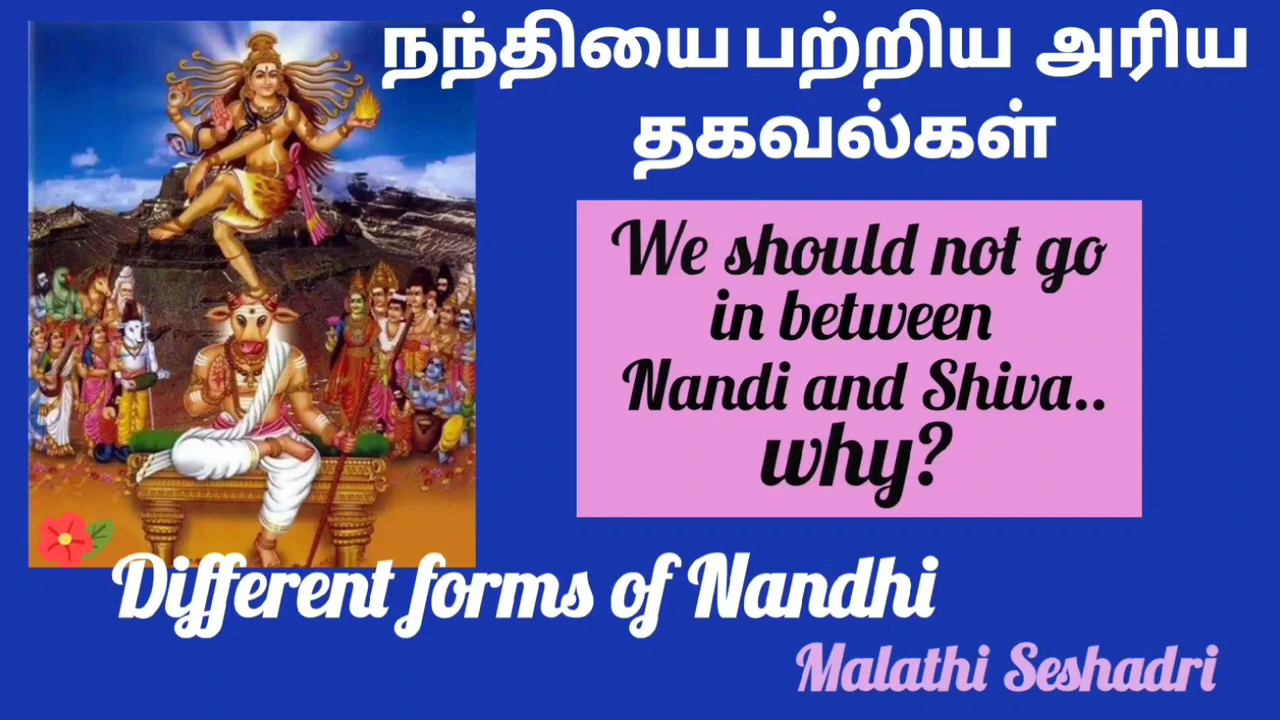 நந்தியை பற்றிய அரிய
தகவல்கள்
We should not go
in between
Nandi and Shiva..
why?
Different forms of Nandhi
Malathi Seshadri